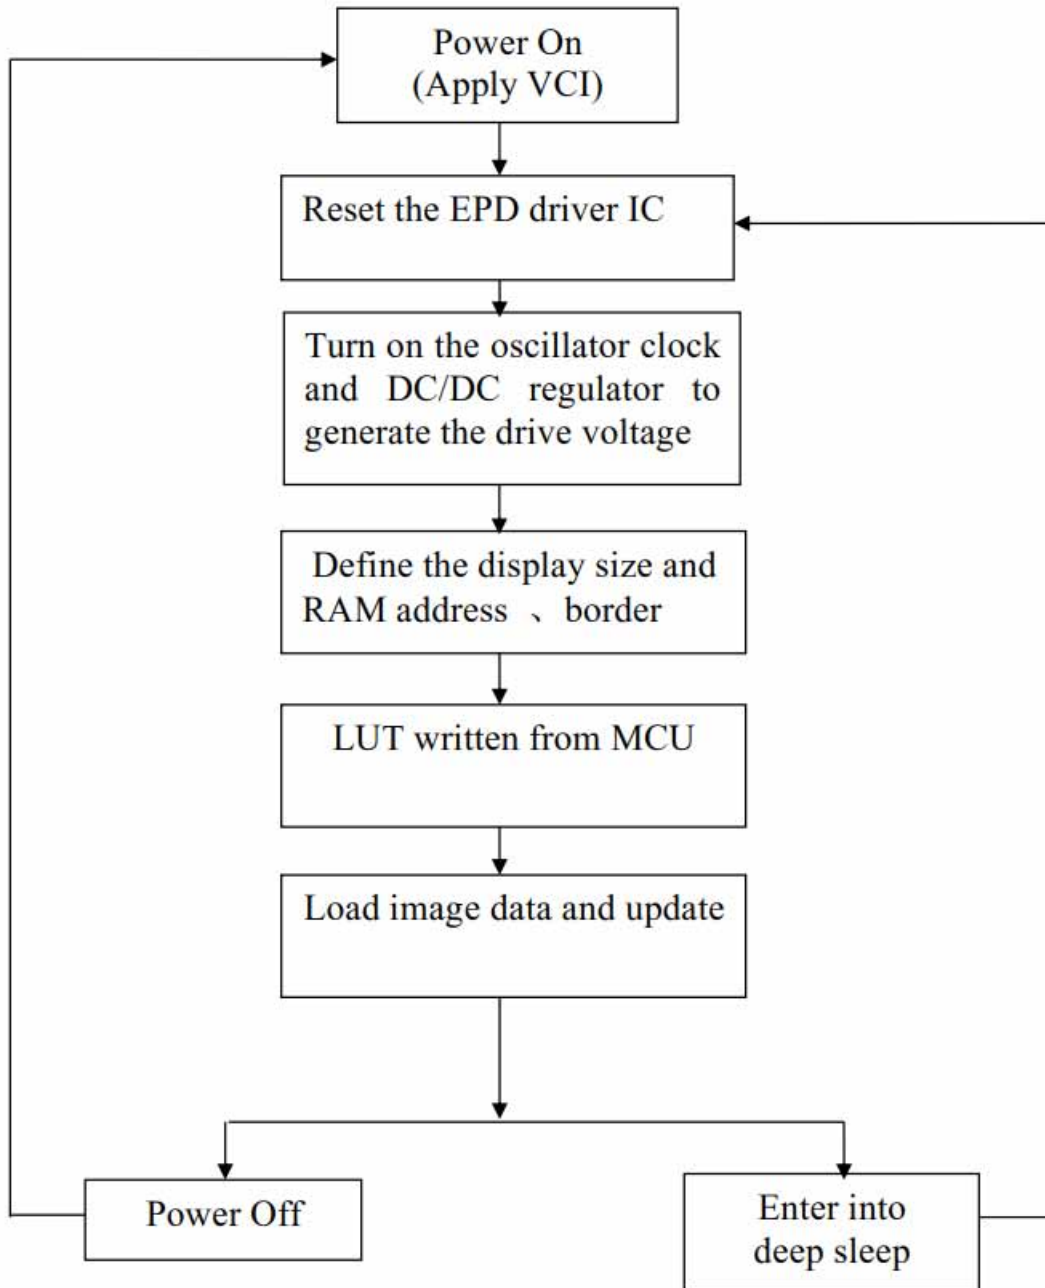 Power On
(Apply VCI)
Reset the EPD driver IC
Turn on the oscillator clock
and DC/DC regulator to
generate the drive voltage
Define the display size and
RAM address 、border
LUT written from MCU
Load image data and update
Power Off
Enter into
deep sleep